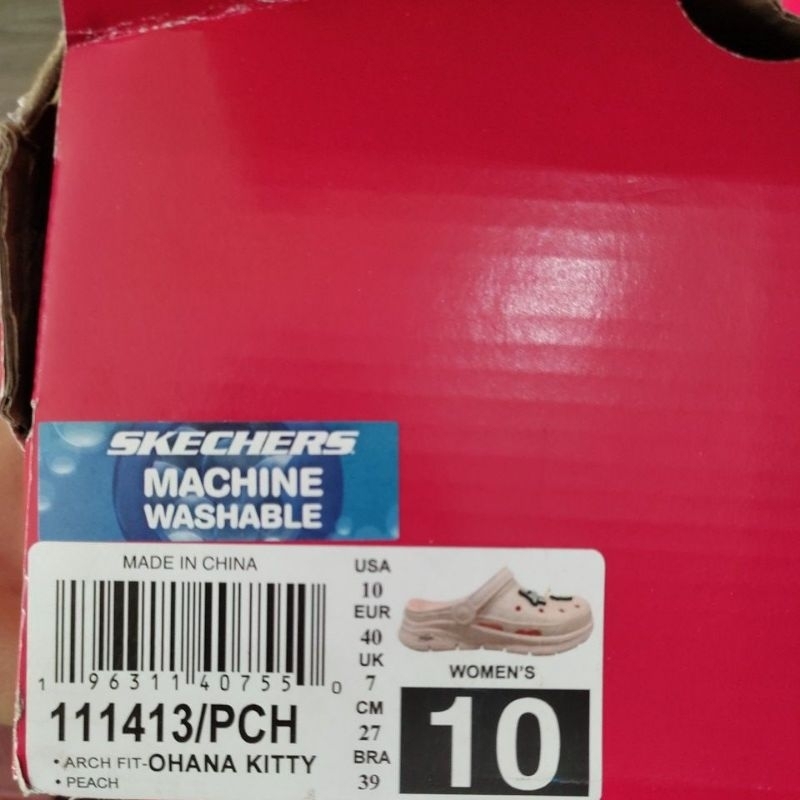 SKECHERS
MACHINE
WASHABLE
MADE IN CHINA
1 96311 40755 0
111413/PCH
• ARCH FIT-OHANA KITTY
• PEACH
USA
10
EUR
40
UK
7
CM
27
BRA
39
WOMEN'S
10